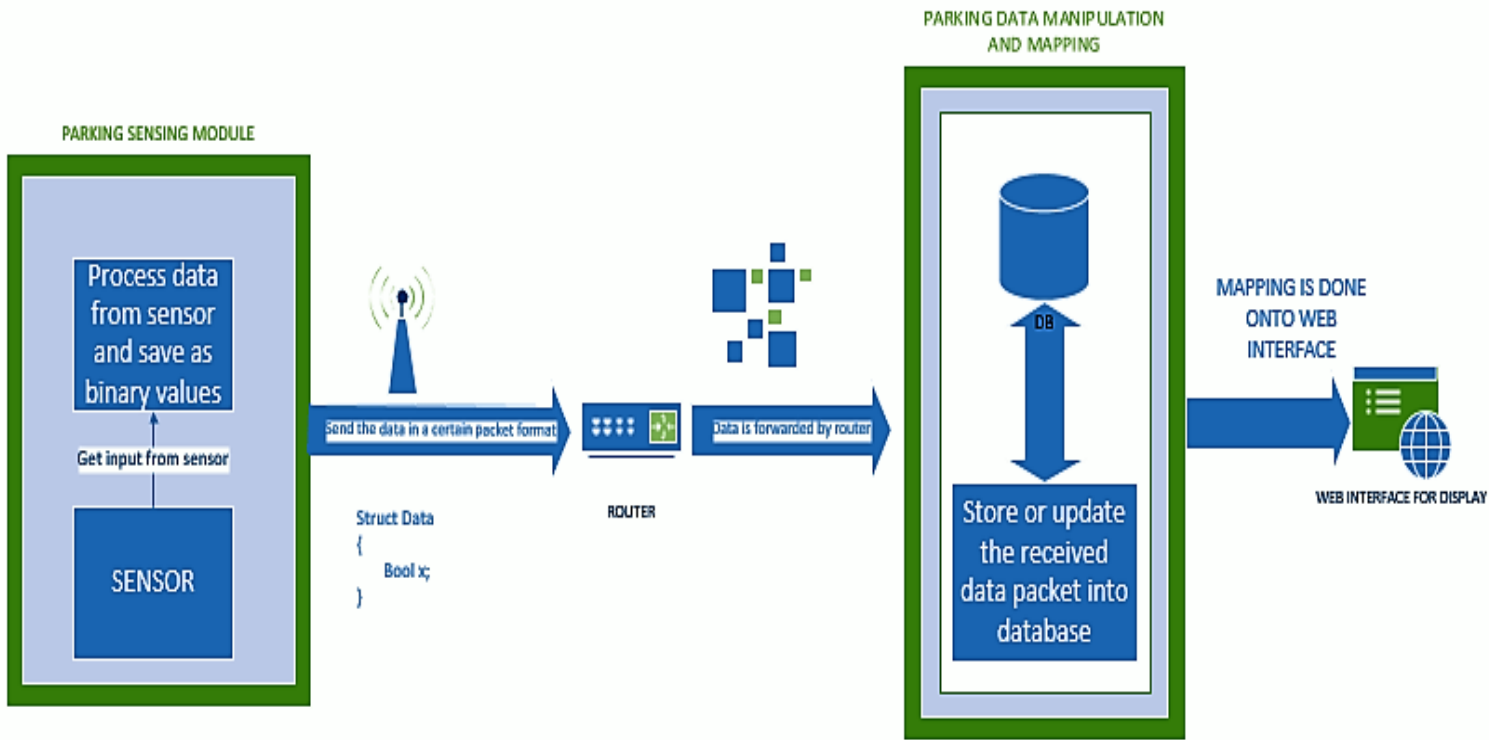 PARKING SENSING MODULE
Process data
from sensor
and save as
binary values
Get input from sensor
SENSOR
Send the data in a certain packet format
Struct Data
{
Bool x;
}
ROUTER
Data is forwarded by router
PARKING DATA MANIPULATION
AND MAPPING
DB
Store or update
the received
data packet into
database
MAPPING IS DONE
ONTO WEB
INTERFACE
WEB INTERFACE FOR DISPLAY